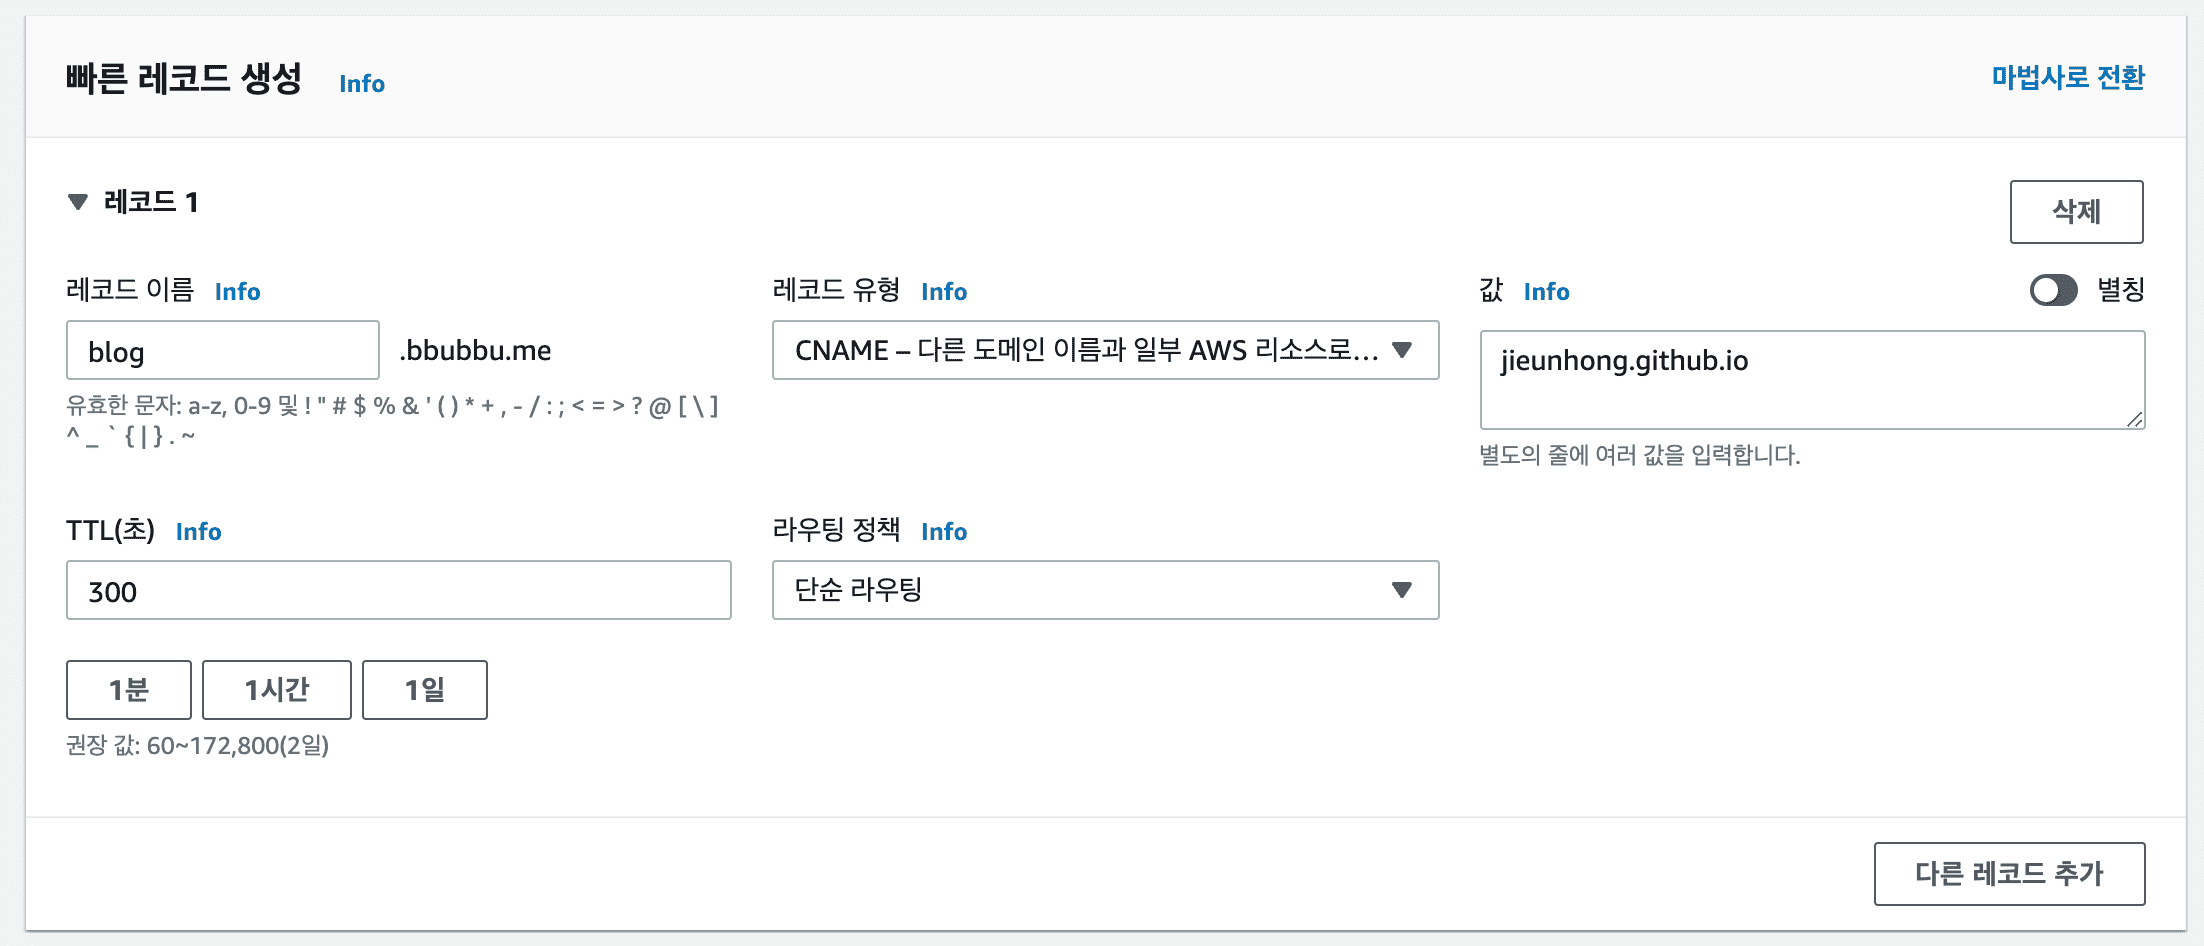 빠른 레코드 생성 Info
마법사로 전환
레코드 1
삭제
레코드 이름 Info
blog
.bbubbu.me
유효한 문자: a-z, 0-9 및 ! " # $ % & ' ( ) * + , - / : ; < = > ? @ [ \ ]
^ _ ` { | } . ~
레코드 유형 Info
CNAME – 다른 도메인 이름과 일부 AWS 리소스로...
값 Info
별칭
jieunhong.github.io
별도의 줄에 여러 값을 입력합니다.
TTL(초) Info
300
1분
1시간
1일
권장 값: 60~172,800(2일)
라우팅 정책 Info
단순 라우팅
다른 레코드 추가